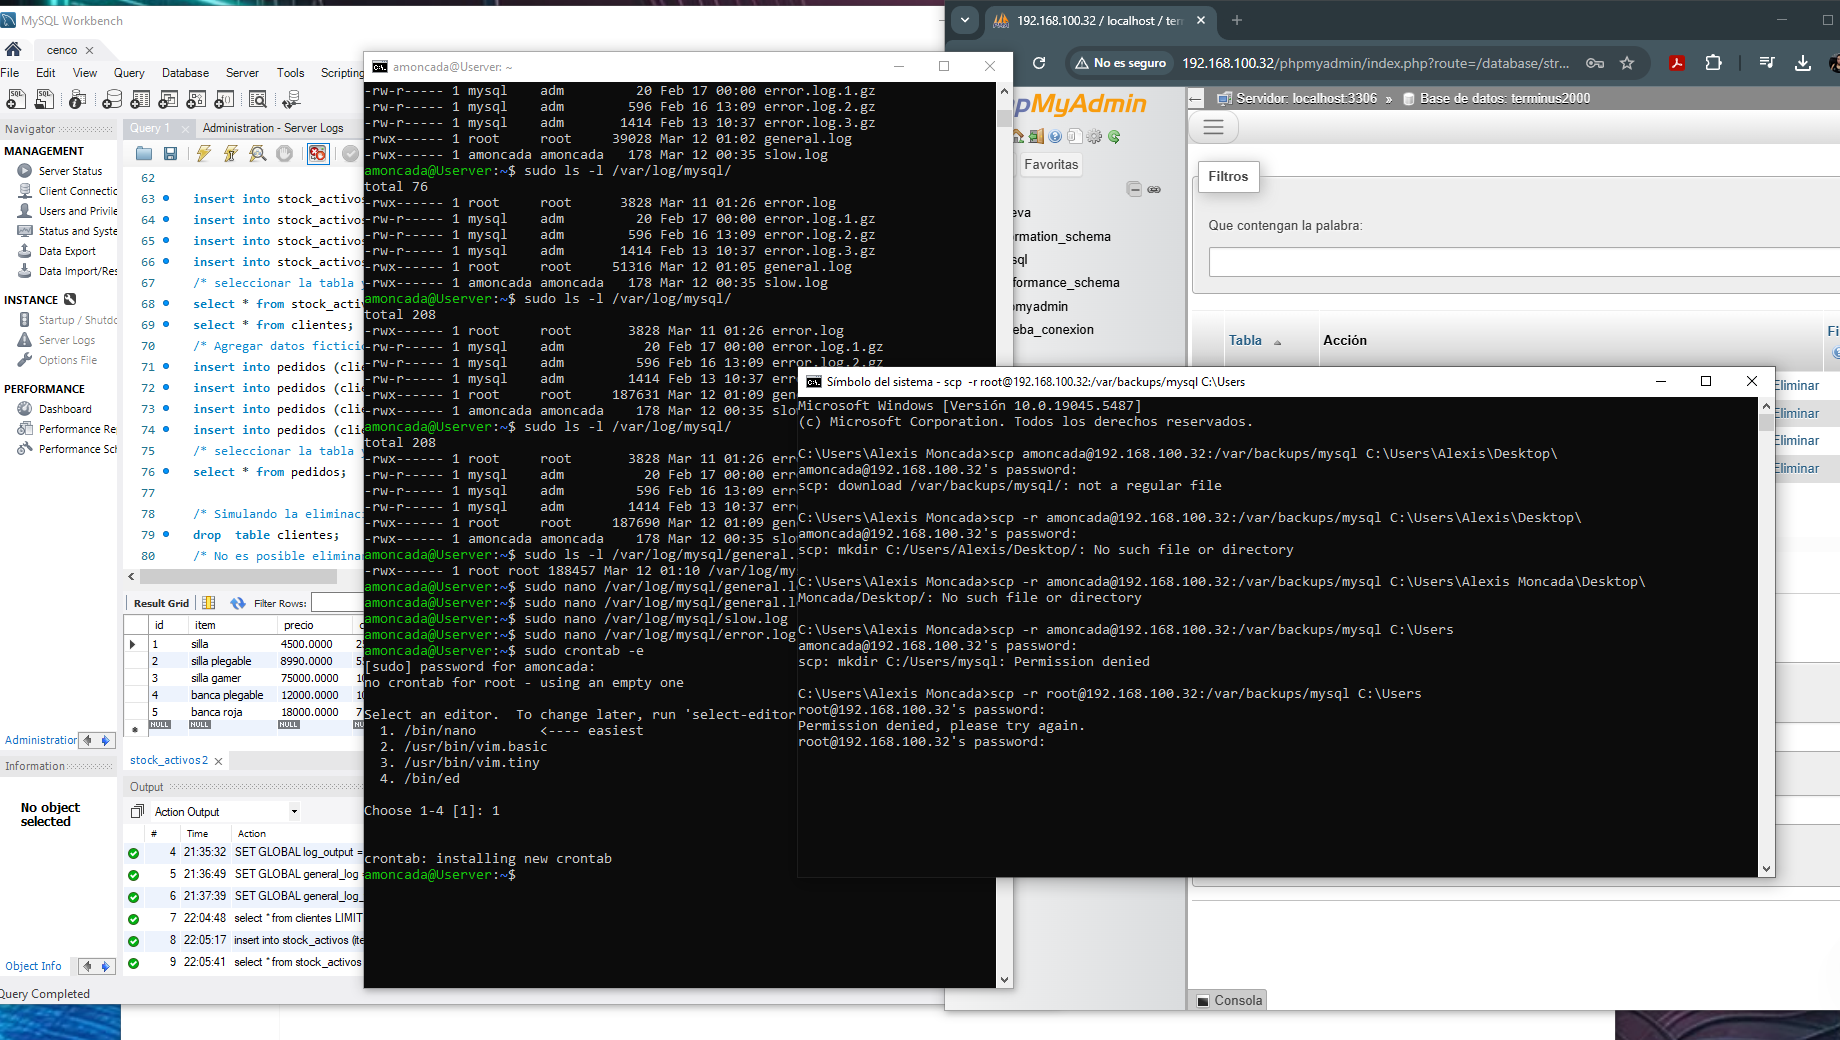 MySQL Workbench
cenco
File Edit View Query Database Server Tools Scripting
Navigator
MANAGEMENT
Server Status
Client Connectic
Users and Privile
Status and Syste
Data Export
Data Import/Res
INSTANCE
Startup / Shutdo
Server Logs
Options File
PERFORMANCE
Dashboard
Performance Re
Performance Sch
Administration
Information
No object
selected
Object Info
Query Completed
Query 1
Administration - Server Logs
62
63 insert into stock_activos
64 insert into stock_activos
65 insert into stock_activos
66 insert into stock_activos
67 /* seleccionar la tabla y
68 select * from stock_activ
69 select * from clientes;
70 /* Agregar datos fictici
71 insert into pedidos (clie
72 insert into pedidos (clie
73 insert into pedidos (clie
74 insert into pedidos (clie
75 /* seleccionar la tabla y
76 select * from pedidos;
77
78 /* Simulando la eliminaci
79 drop table clientes;
80 /* No es posible elimina
Result Grid Filter Rows:
id item precio
1 silla 4500.0000
2 silla plegable 8990.0000
3 silla gamer 75000.0000
4 banca plegable 12000.0000
5 banca roja 18000.0000
NULL NULL NULL
stock_activos2
Output
Action Output
# Time Action
4 21:35:32 SET GLOBAL log_output =
5 21:36:49 SET GLOBAL general_log
6 21:37:39 SET GLOBAL general_log_
7 22:04:48 select * from clientes LIMIT
8 22:05:17 insert into stock_activos (ite
9 22:05:41 select * from stock_activos
amoncada@Userver: ~
-rw-r----- 1 mysql adm 20 Feb 17 00:00 error.log.1.gz
-rw-r----- 1 mysql adm 596 Feb 16 13:09 error.log.2.gz
-rw-r----- 1 mysql adm 1414 Feb 13 10:37 error.log.3.gz
-rwx------ 1 root root 39028 Mar 12 01:02 general.log
-rwx------ 1 amoncada amoncada 178 Mar 12 00:35 slow.log
amoncada@Userver:~$ sudo ls -l /var/log/mysql/
total 76
-rwx------ 1 root root 3828 Mar 11 01:26 error.log
-rw-r----- 1 mysql adm 20 Feb 17 00:00 error.log.1.gz
-rw-r----- 1 mysql adm 596 Feb 16 13:09 error.log.2.gz
-rw-r----- 1 mysql adm 1414 Feb 13 10:37 error.log.3.gz
-rwx------ 1 root root 51316 Mar 12 01:05 general.log
-rwx------ 1 amoncada amoncada 178 Mar 12 00:35 slow.log
amoncada@Userver:~$ sudo ls -l /var/log/mysql/
total 208
-rwx------ 1 root root 3828 Mar 11 01:26 error.log
-rw-r----- 1 mysql adm 20 Feb 17 00:00 error.log.1.gz
-rw-r----- 1 mysql adm 596 Feb 16 13:09 error.log.2.gz
-rw-r----- 1 mysql adm 1414 Feb 13 10:37 err
-rwx------ 1 root root 187631 Mar 12 01:09 gen
-rwx------ 1 amoncada amoncada 178 Mar 12 00:35 slo
amoncada@Userver:~$ sudo ls -l /var/log/mysql/
total 208
-rwx------ 1 root root 3828 Mar 11 01:26 err
-rw-r----- 1 mysql adm 20 Feb 17 00:00 err
-rw-r----- 1 mysql adm 596 Feb 16 13:09 err
-rw-r----- 1 mysql adm 1414 Feb 13 10:37 err
-rwx------ 1 root root 187690 Mar 12 01:09 gen
-rwx------ 1 amoncada amoncada 178 Mar 12 00:35 slo
amoncada@Userver:~$ sudo ls -l /var/log/mysql/general.
-rwx------ 1 root root 188457 Mar 12 01:10 /var/log/my
amoncada@Userver:~$ sudo nano /var/log/mysql/general.l
amoncada@Userver:~$ sudo nano /var/log/mysql/general.l
amoncada@Userver:~$ sudo nano /var/log/mysql/slow.log
amoncada@Userver:~$ sudo nano /var/log/mysql/error.log
amoncada@Userver:~$ sudo crontab -e
[sudo] password for amoncada:
no crontab for root - using an empty one
Select an editor. To change later, run 'select-editor
1. /bin/nano <---- easiest
2. /usr/bin/vim.basic
3. /usr/bin/vim.tiny
4. /bin/ed
Choose 1-4 [1]: 1
crontab: installing new crontab
amoncada@Userver:~$
192.168.100.32 / localhost / term
No es seguro 192.168.100.32/phpmyadmin/index.php?route=/database/str...
pMyAdmin
Favoritas
eva
ormation_schema
sql
formance_schema
pmyadmin
eba_conexion
Servidor: localhost:3306 » Base de datos: terminus2000
Filtros
Que contengan la palabra:
Tabla Acción Fi
Eliminar
Eliminar
Eliminar
Eliminar
Consola
Símbolo del sistema - scp -r root@192.168.100.32:/var/backups/mysql C:\Users
Microsoft Windows [Versión 10.0.19045.5487]
(c) Microsoft Corporation. Todos los derechos reservados.
C:\Users\Alexis Moncada>scp amoncada@192.168.100.32:/var/backups/mysql C:\Users\Alexis\Desktop\
amoncada@192.168.100.32's password:
scp: download /var/backups/mysql/: not a regular file
C:\Users\Alexis Moncada>scp -r amoncada@192.168.100.32:/var/backups/mysql C:\Users\Alexis\Desktop\
amoncada@192.168.100.32's password:
scp: mkdir C:/Users/Alexis/Desktop/: No such file or directory
C:\Users\Alexis Moncada>scp -r amoncada@192.168.100.32:/var/backups/mysql C:\Users\Alexis Moncada\Desktop\
Moncada/Desktop/: No such file or directory
C:\Users\Alexis Moncada>scp -r amoncada@192.168.100.32:/var/backups/mysql C:\Users
amoncada@192.168.100.32's password:
scp: mkdir C:/Users/mysql: Permission denied
C:\Users\Alexis Moncada>scp -r root@192.168.100.32:/var/backups/mysql C:\Users
root@192.168.100.32's password:
Permission denied, please try again.
root@192.168.100.32's password: